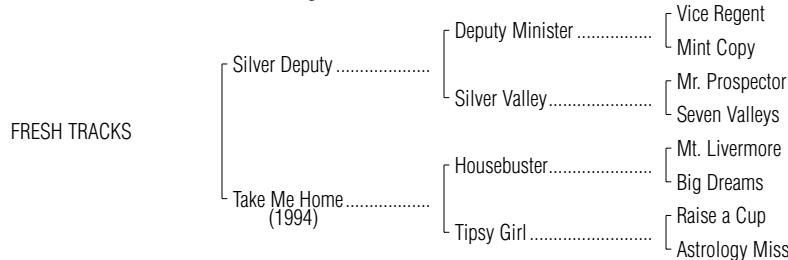 Vice Regent
Deputy Minister ..................
Mint Copy
Silver Deputy ......................
Mr. Prospector
Silver Valley.........................
Seven Valleys
FRESH TRACKS
Mt. Livermore
Housebuster.........................
Big Dreams
Take Me Home....................
(1994)
Raise a Cup
Tipsy Girl .............................
Astrology Miss